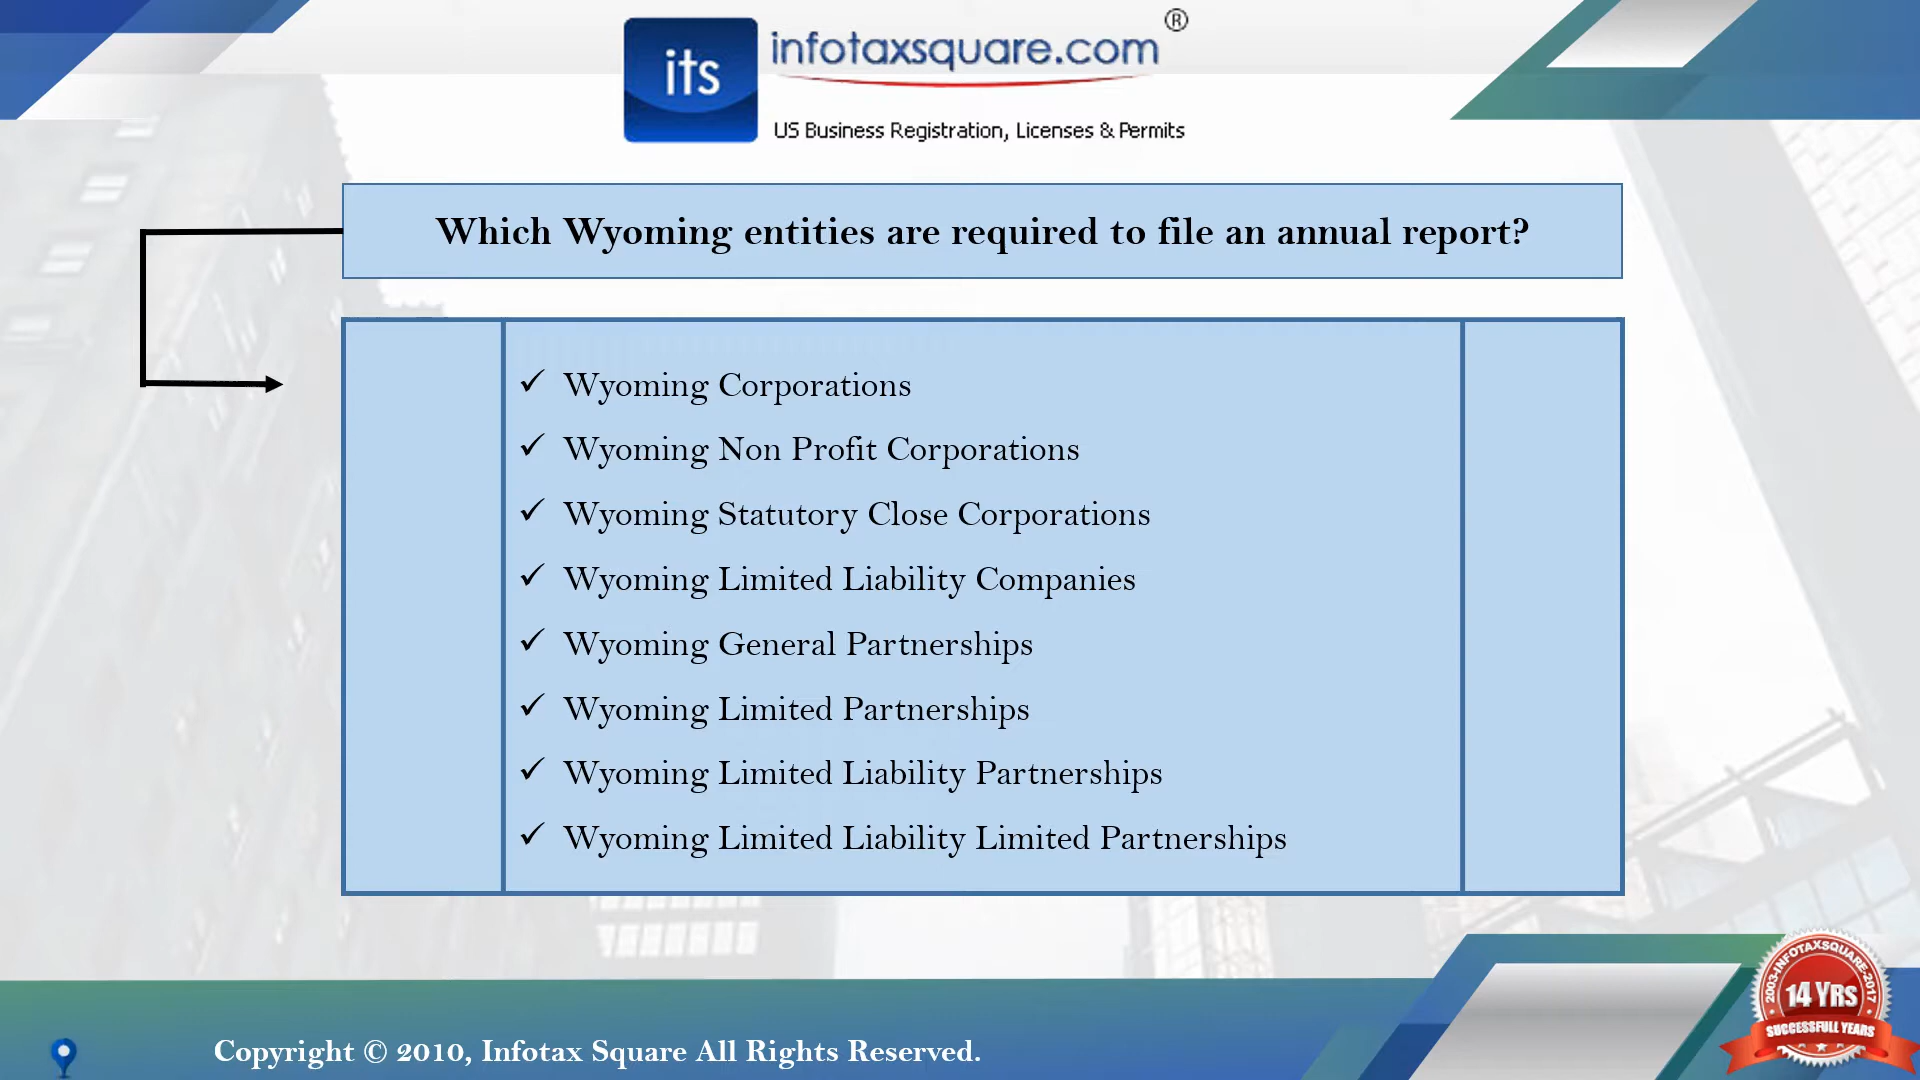 its
infotaxsquare.com®
US Business Registration, Licenses & Permits
Which Wyoming entities are required to file an annual report?
✓ Wyoming Corporations
✓ Wyoming Non Profit Corporations
✓ Wyoming Statutory Close Corporations
✓ Wyoming Limited Liability Companies
✓ Wyoming General Partnerships
✓ Wyoming Limited Partnerships
✓ Wyoming Limited Liability Partnerships
✓ Wyoming Limited Liability Limited Partnerships
2003-INFOTAXSQUARE-2017
14 YRS
SUCCESSFULL YEARS
Copyright © 2010, Infotax Square All Rights Reserved.